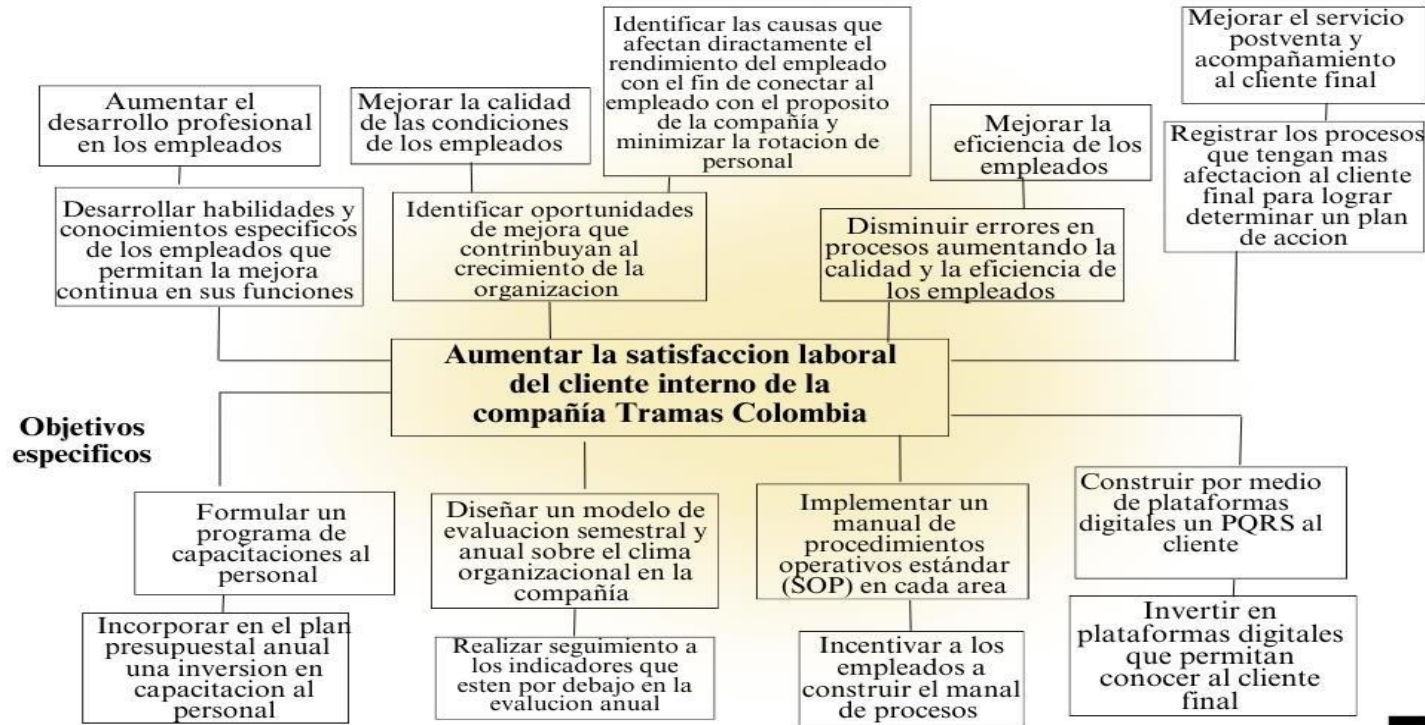 Aumentar el
desarrollo profesional
en los empleados
Mejorar la calidad
de las condiciones
de los empleados
Identificar las causas que
afectan directamente el
rendimiento del empleado
con el fin de conectar al
empleado con el proposito
de la compañía y
minimizar la rotacion de
personal
Mejorar la
eficiencia de los
empleados
Mejorar el servicio
postventa y
acompañamiento
al cliente final
Desarrollar habilidades y
conocimientos especificos
de los empleados que
permitan la mejora
continua en sus funciones
Identificar oportunidades
de mejora que
contrinbuyan al
crecimiento de la
organizacion
Disminuir errores en
procesos aumentando la
calidad y la eficiencia de
los empleados
Registrar los procesos
que tengan mas
afectacion al cliente
final para lograr
determinar un plan
de accion
Aumentar la satisfaccion laboral
del cliente interno de la
compañía Tramas Colombia
Objetivos
especificos
Formular un
programa de
capacitaciones al
personal
Diseñar un modelo de
evaluacion semestral y
anual sobre el clima
organizacional en la
compañía
Implementar un
manual de
procedimientos
operativos estándar
(SOP) en cada area
Construir por medio
de plataformas
digitales un PQRS al
cliente
Incorporar en el plan
presupuestal anual
una inversion en
capacitacion al
personal
Realizar seguimiento a
los indicadores que
esten por debajo en la
evalucion anual
Incentivar a los
empleados a
construir el manal
de procesos
Invertir en
plataformas digitales
que permitan
conocer al cliente
final